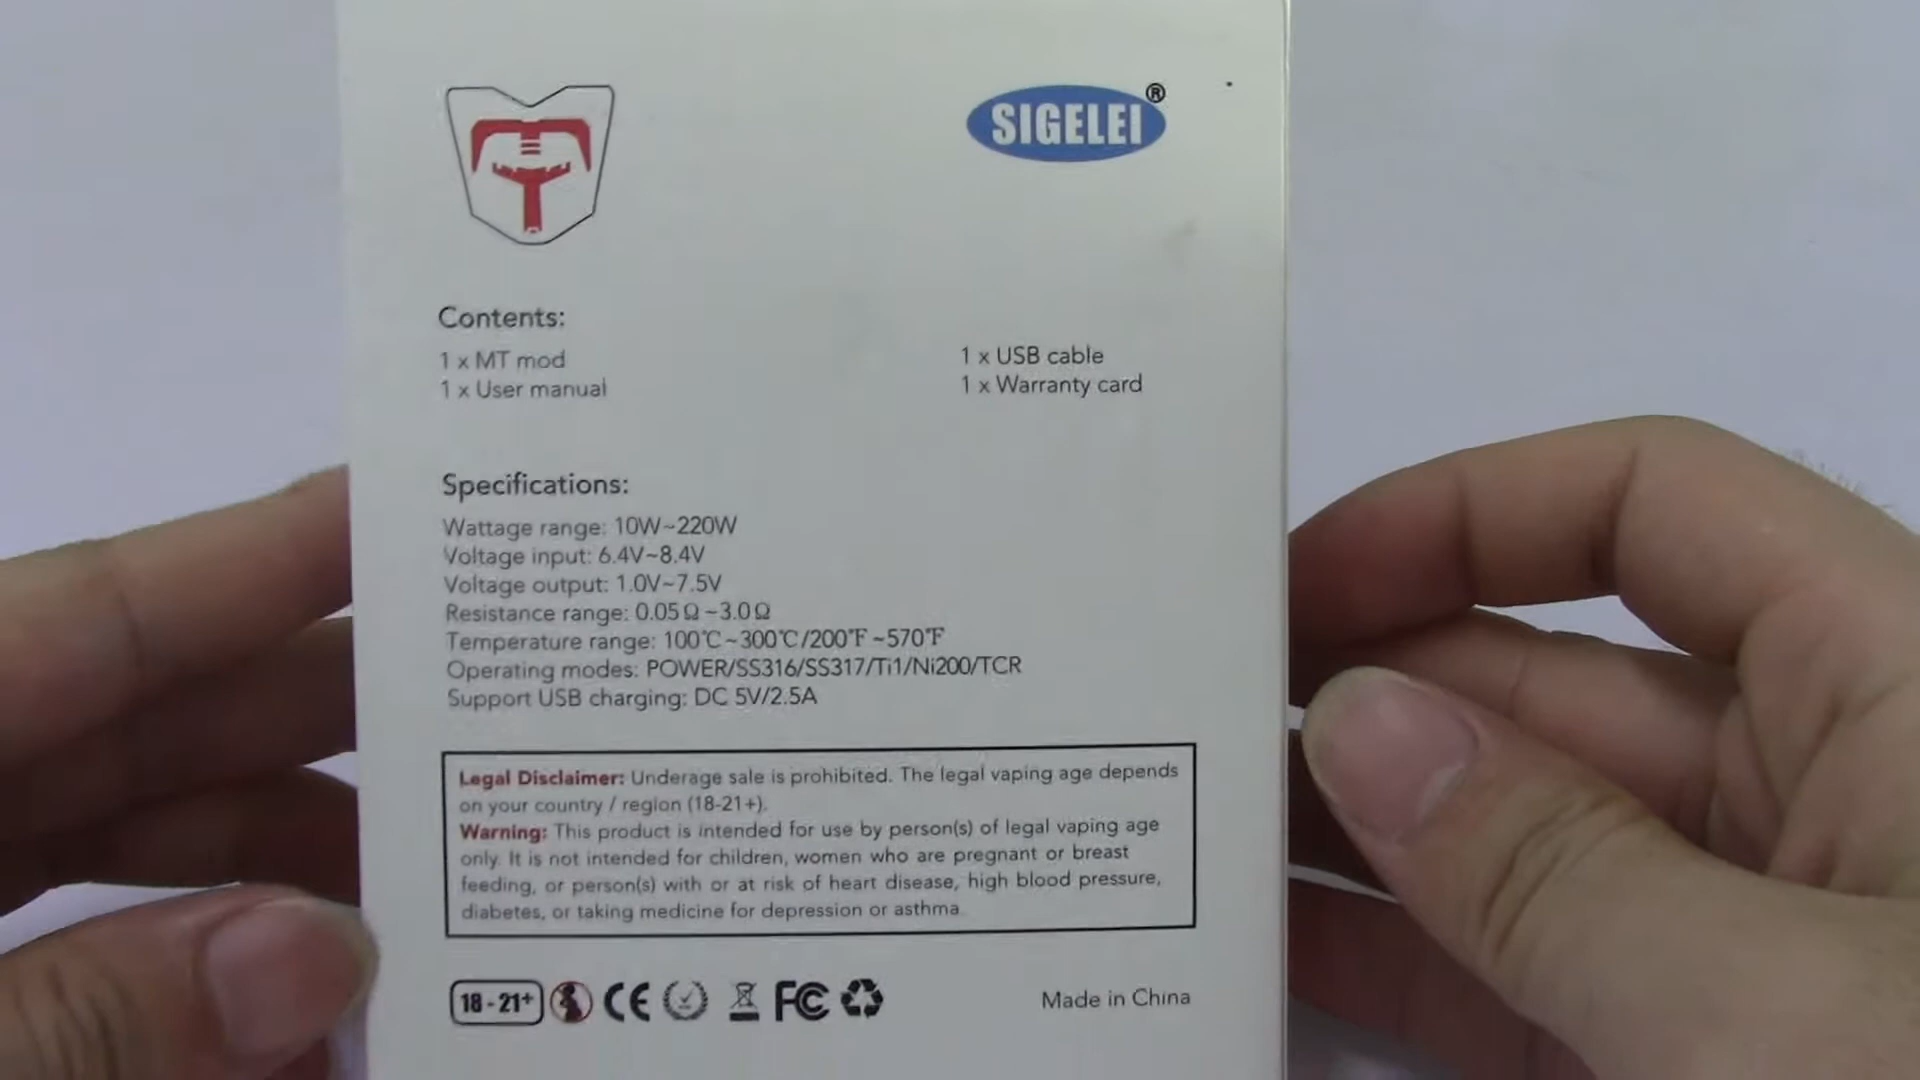 SIGELEI®
Contents:
1 x MT mod
1 x User manual
1 x USB cable
1 x Warranty card
Specifications:
Wattage range: 10W~220W
Voltage input: 6.4V~8.4V
Voltage output: 1.0V~7.5V
Resistance range: 0.05Ω~3.0Ω
Temperature range: 100℃~300℃/200℉~570℉
Operating modes: POWER/SS316/SS317/Ti1/Ni200/TCR
Support USB charging: DC 5V/2.5A
Legal Disclaimer: Underage sale is prohibited. The legal vaping age depends
on your country / region (18-21+).
Warning: This product is intended for use by person(s) of legal vaping age
only. It is not intended for children, women who are pregnant or breast
feeding, or person(s) with or at risk of heart disease, high blood pressure,
diabetes, or taking medicine for depression or asthma.
18-21+ CE FC
Made in China